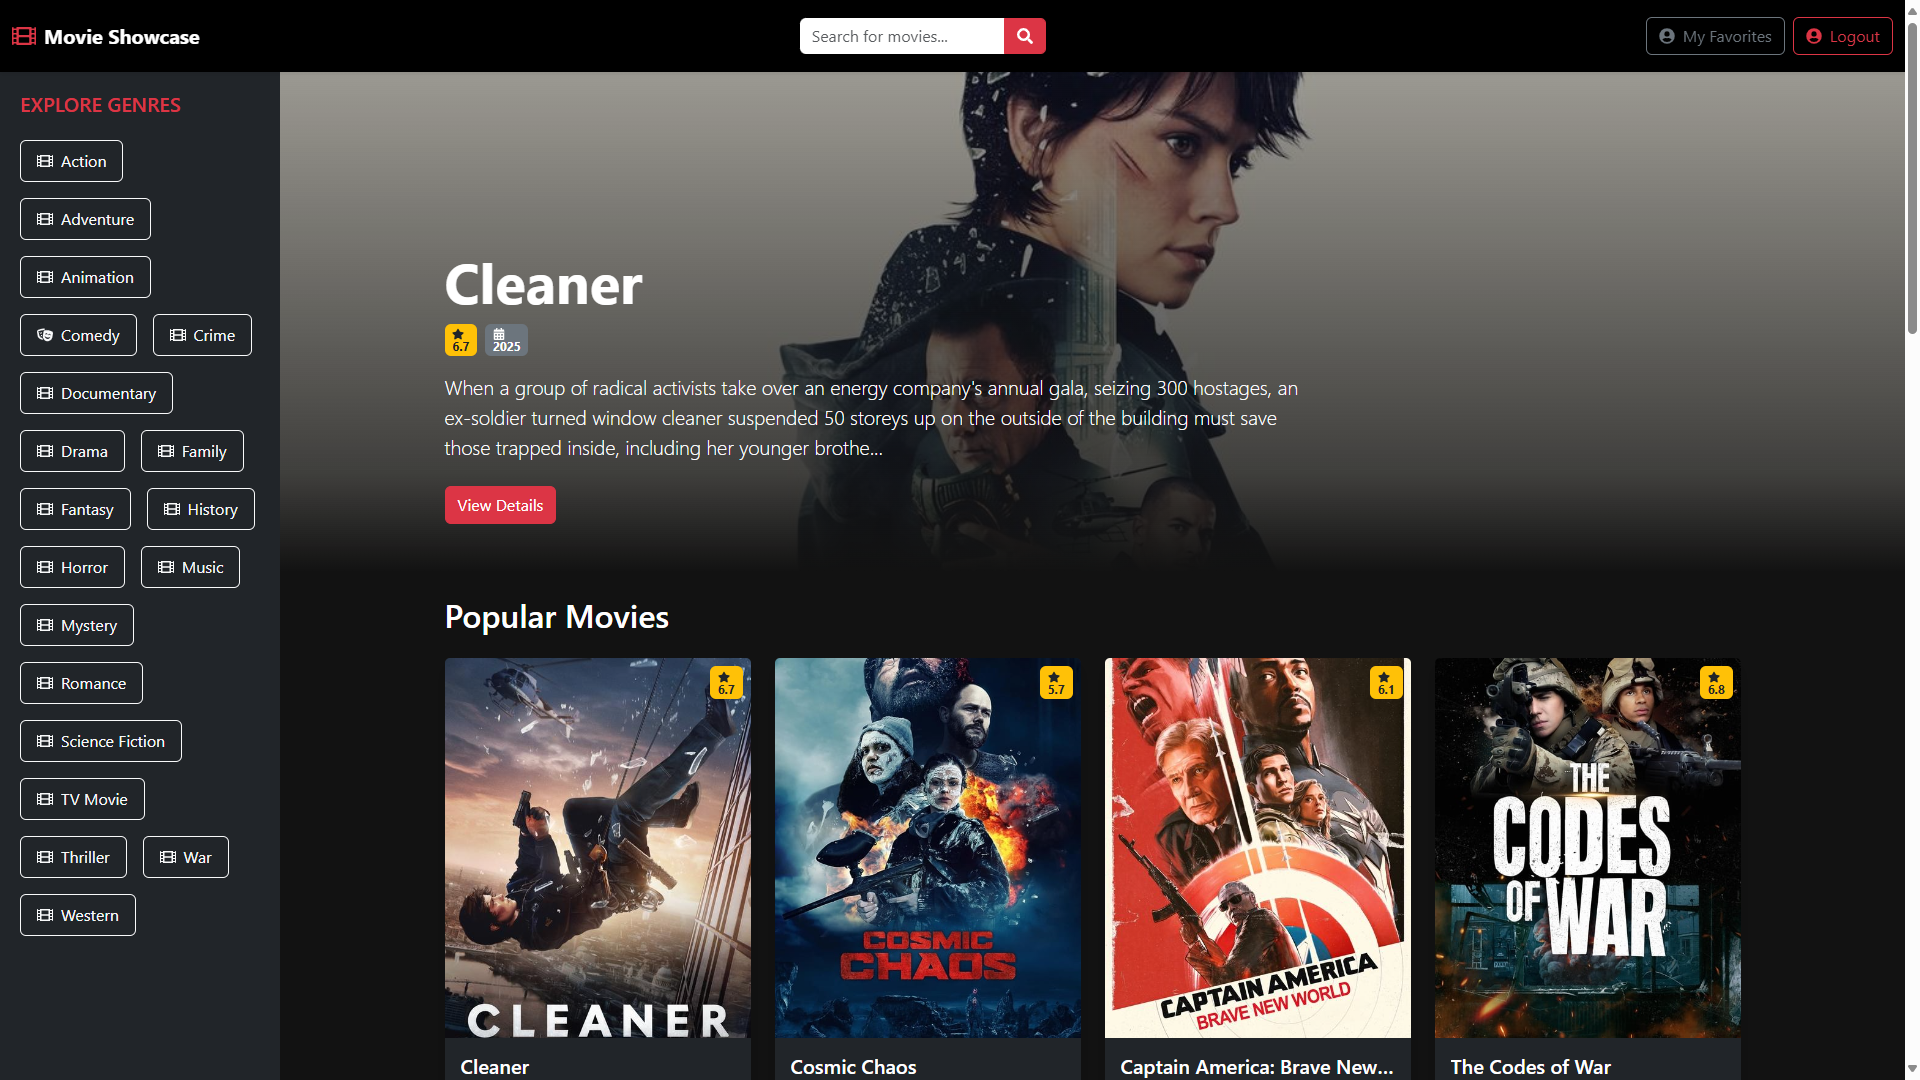 Movie Showcase
Search for movies...
My Favorites
Logout
EXPLORE GENRES
Action
Adventure
Animation
Comedy
Crime
Documentary
Drama
Family
Fantasy
History
Horror
Music
Mystery
Romance
Science Fiction
TV Movie
Thriller
War
Western
Cleaner
6.7
2025
When a group of radical activists take over an energy company's annual gala, seizing 300 hostages, an
ex-soldier turned window cleaner suspended 50 storeys up on the outside of the building must save
those trapped inside, including her younger brothe...
View Details
Popular Movies
6.7
CLEANER
Cleaner
5.7
COSMIC
CHAOS
Cosmic Chaos
6.1
CAPTAIN AMERICA
BRAVE NEW WORLD
Captain America: Brave New...
6.8
THE
CODES
OF WAR
The Codes of War